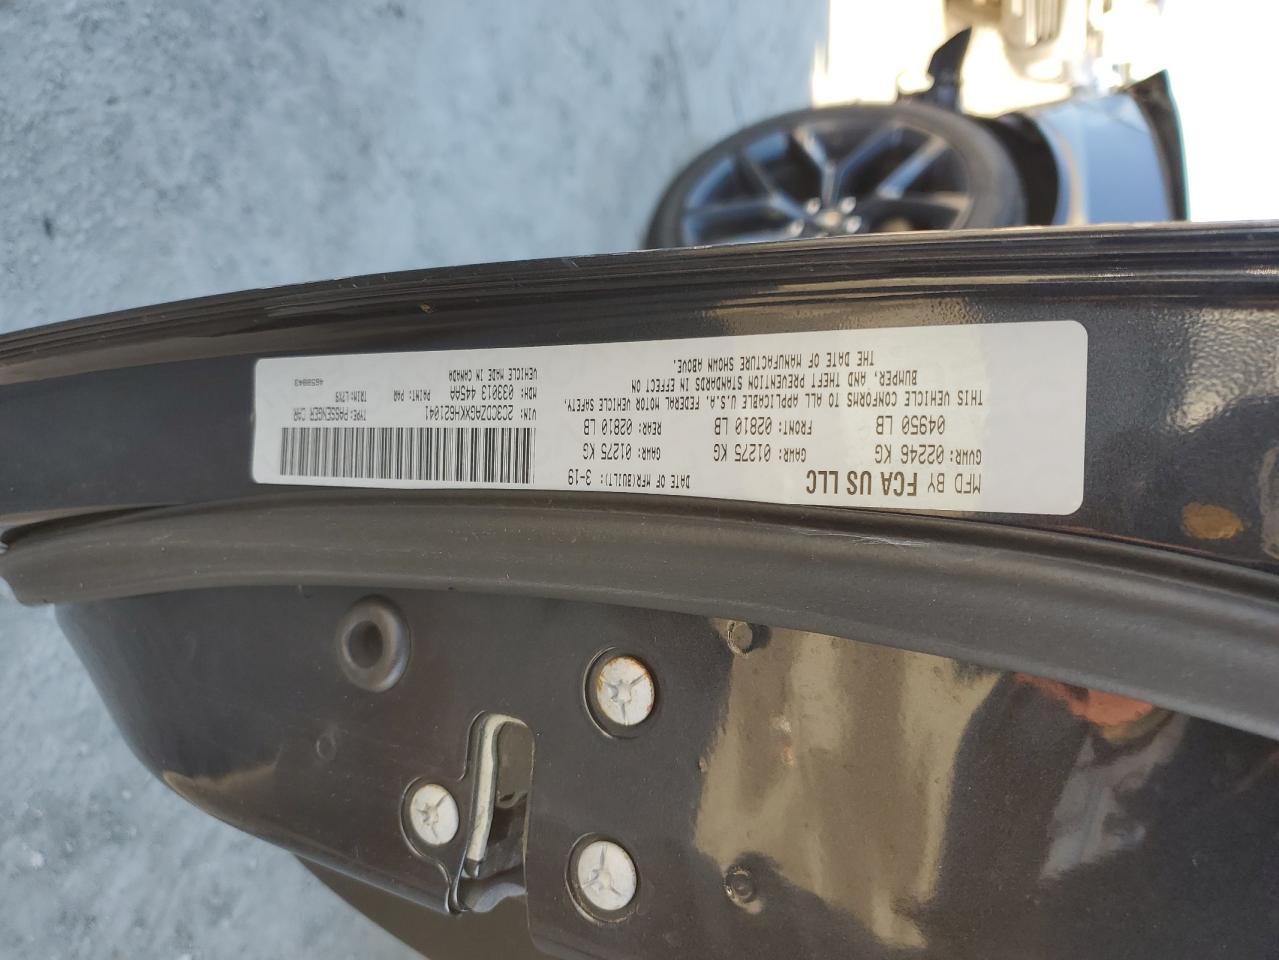 MFD BY FCA US LLC
DATE OF MFR(BUILT): 3-19
GVWR: 02246 KG
GAWR: 01275 KG
GAWR: 01275 KG
04950 LB
FRONT: 02810 LB
REAR: 02810 LB
THIS VEHICLE CONFORMS TO ALL APPLICABLE U.S.A. FEDERAL MOTOR VEHICLE SAFETY,
BUMPER, AND THEFT PREVENTION STANDARDS IN EFFECT ON
THE DATE OF MANUFACTURE SHOWN ABOVE.
VIN: 2C3CDZAGXKH621041
TYPE: PASSENGER CAR
MDH: 033013 445AA
PAINT: PAR
TRIM: LTX9
VEHICLE MADE IN CANADA
4658843